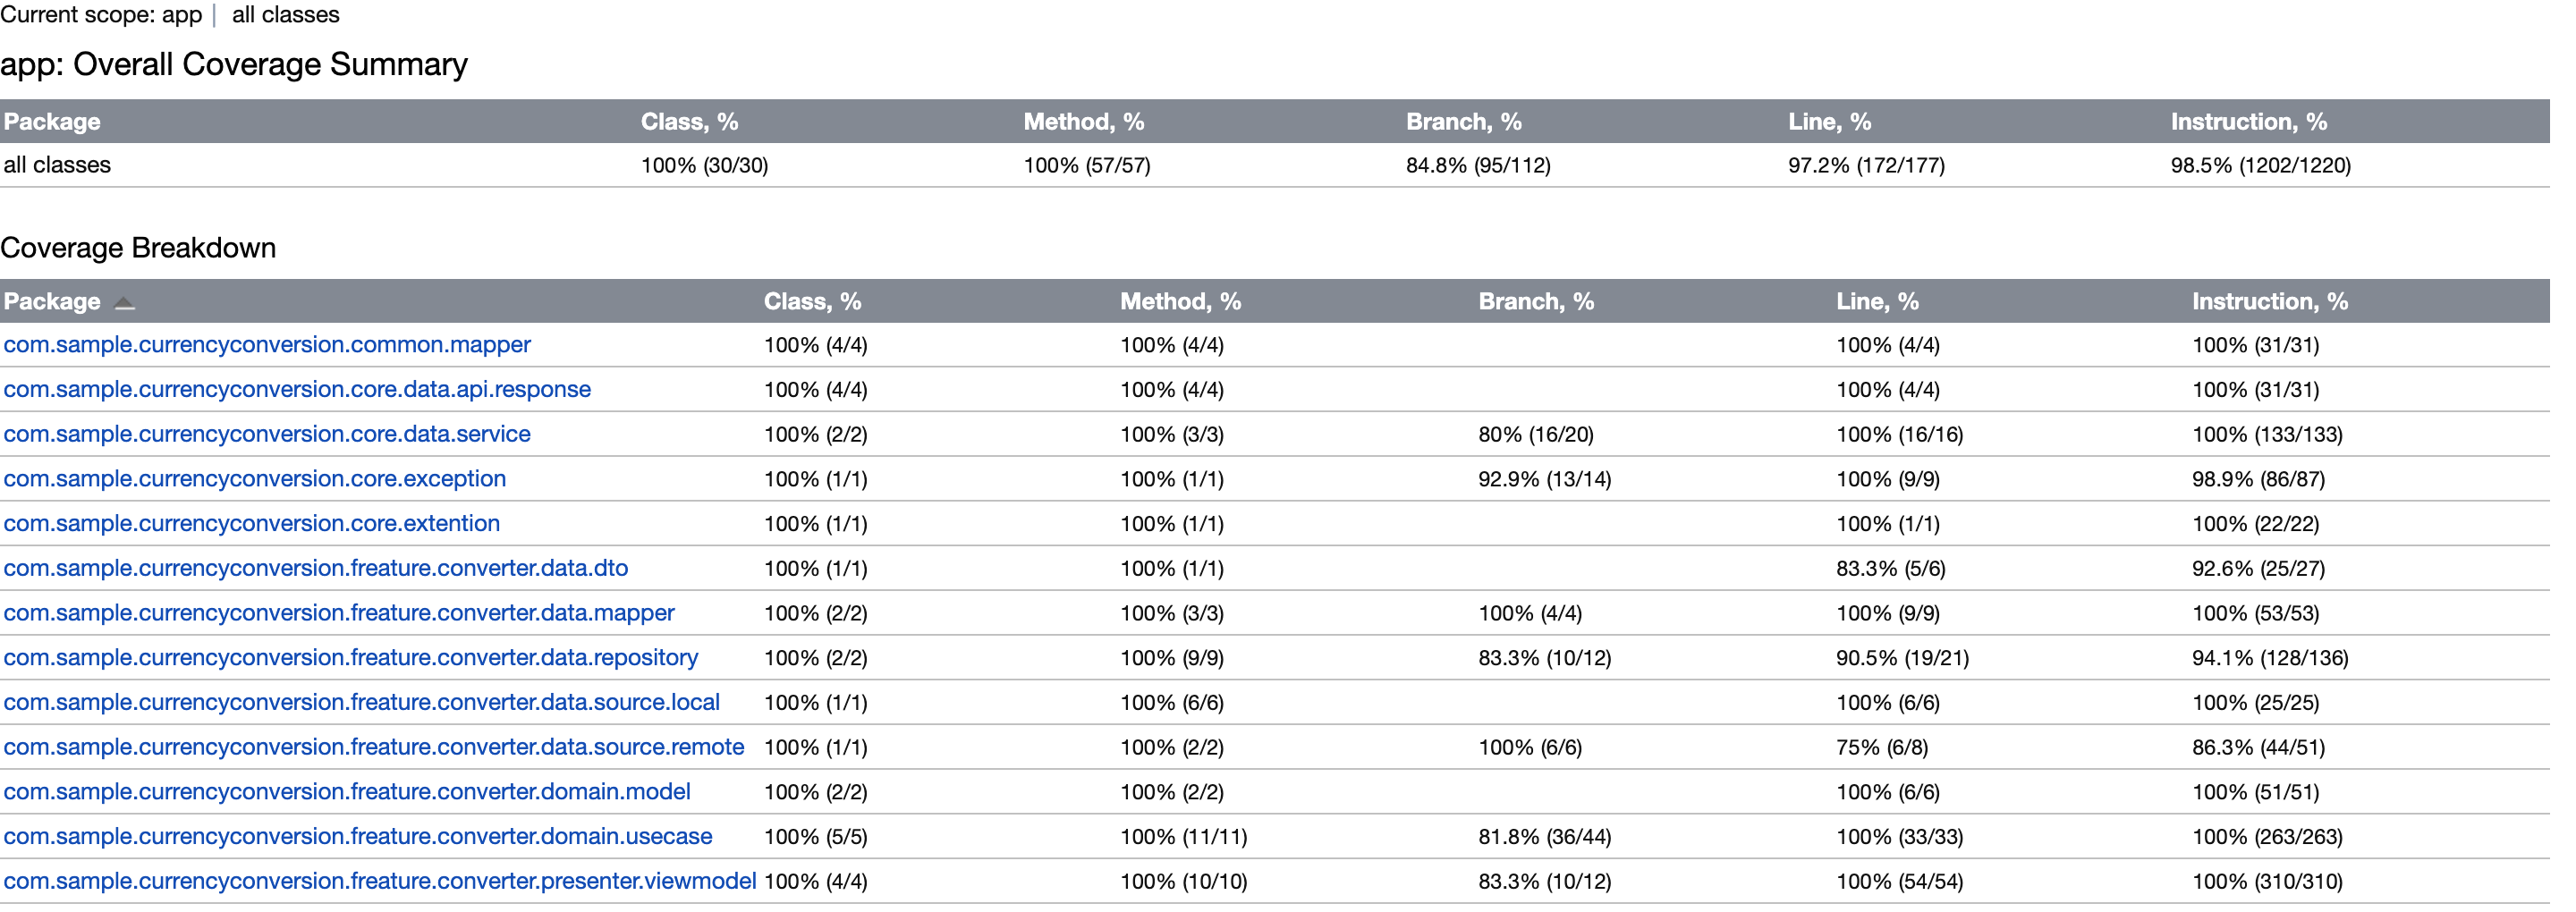 Current scope: app | all classes
app: Overall Coverage Summary
Package Class, % Method, % Branch, % Line, % Instruction, %
all classes 100% (30/30) 100% (57/57) 84.8% (95/112) 97.2% (172/177) 98.5% (1202/1220)
Coverage Breakdown
Package Class, % Method, % Branch, % Line, % Instruction, %
com.sample.currencyconversion.common.mapper 100% (4/4) 100% (4/4) 100% (4/4) 100% (31/31)
com.sample.currencyconversion.core.data.api.response 100% (4/4) 100% (4/4) 100% (4/4) 100% (31/31)
com.sample.currencyconversion.core.data.service 100% (2/2) 100% (3/3) 80% (16/20) 100% (16/16) 100% (133/133)
com.sample.currencyconversion.core.exception 100% (1/1) 100% (1/1) 92.9% (13/14) 100% (9/9) 98.9% (86/87)
com.sample.currencyconversion.core.extention 100% (1/1) 100% (1/1) 100% (1/1) 100% (22/22)
com.sample.currencyconversion.freature.converter.data.dto 100% (1/1) 100% (1/1) 83.3% (5/6) 92.6% (25/27)
com.sample.currencyconversion.freature.converter.data.mapper 100% (2/2) 100% (3/3) 100% (4/4) 100% (9/9) 100% (53/53)
com.sample.currencyconversion.freature.converter.data.repository 100% (2/2) 100% (9/9) 83.3% (10/12) 90.5% (19/21) 94.1% (128/136)
com.sample.currencyconversion.freature.converter.data.source.local 100% (1/1) 100% (6/6) 100% (6/6) 100% (25/25)
com.sample.currencyconversion.freature.converter.data.source.remote 100% (1/1) 100% (2/2) 100% (6/6) 75% (6/8) 86.3% (44/51)
com.sample.currencyconversion.freature.converter.domain.model 100% (2/2) 100% (2/2) 100% (6/6) 100% (51/51)
com.sample.currencyconversion.freature.converter.domain.usecase 100% (5/5) 100% (11/11) 81.8% (36/44) 100% (33/33) 100% (263/263)
com.sample.currencyconversion.freature.converter.presenter.viewmodel 100% (4/4) 100% (10/10) 83.3% (10/12) 100% (54/54) 100% (310/310)